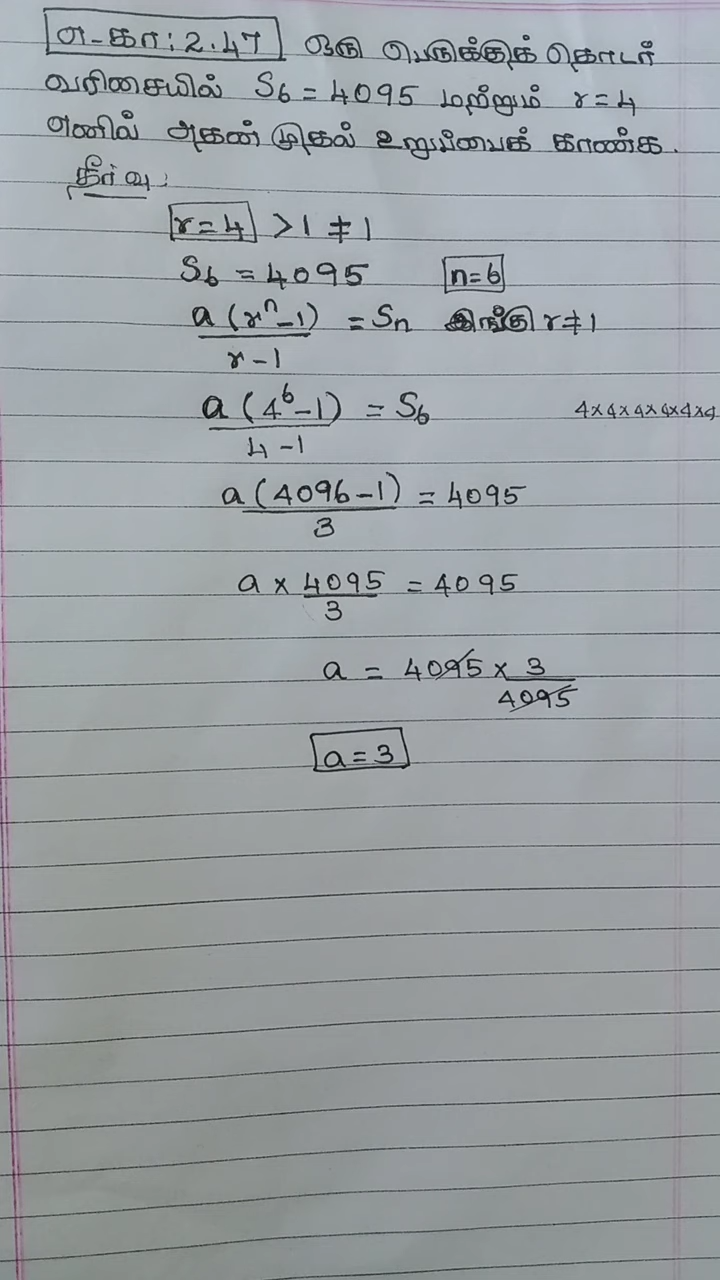 எ-கா: 2.47 ஒரு பெருக்குத் தொடர்
வரிசையில் S₆ = 4095 மற்றும் r = 4
எனில் அதன் முதல் உறுப்பைக் காண்க.
தீர்வு:
r = 4 > 1 ≠ 1
S₆ = 4095 n = 6
a (rⁿ – 1) / r – 1 = Sₙ இங்கு r ≠ 1
a (4⁶ – 1) / 4 – 1 = S₆ 4×4×4×4×4×4
a (4096 – 1) / 3 = 4095
a × 4095 / 3 = 4095
a = 4095 × 3 / 4095
a = 3